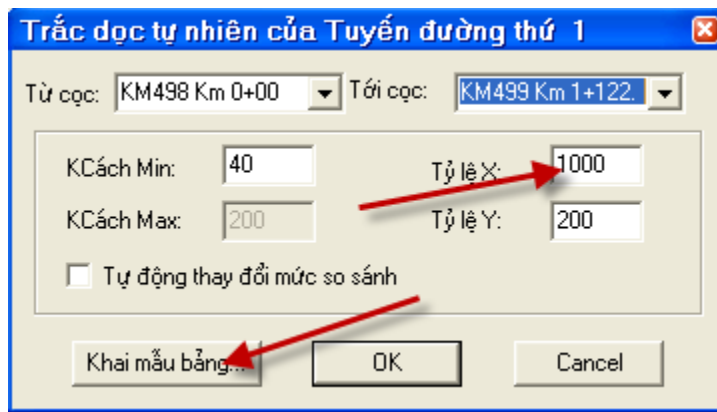 Trắc dọc tự nhiên của Tuyến đường thứ 1
Từ cọc: KM498 Km 0+00 Tới cọc: KM499 Km 1+122.
KCách Min: 40 Tỷ lệ X: 1000
KCách Max: 200 Tỷ lệ Y: 200
Tự động thay đổi mức so sánh
Khai mẫu bảng... OK Cancel